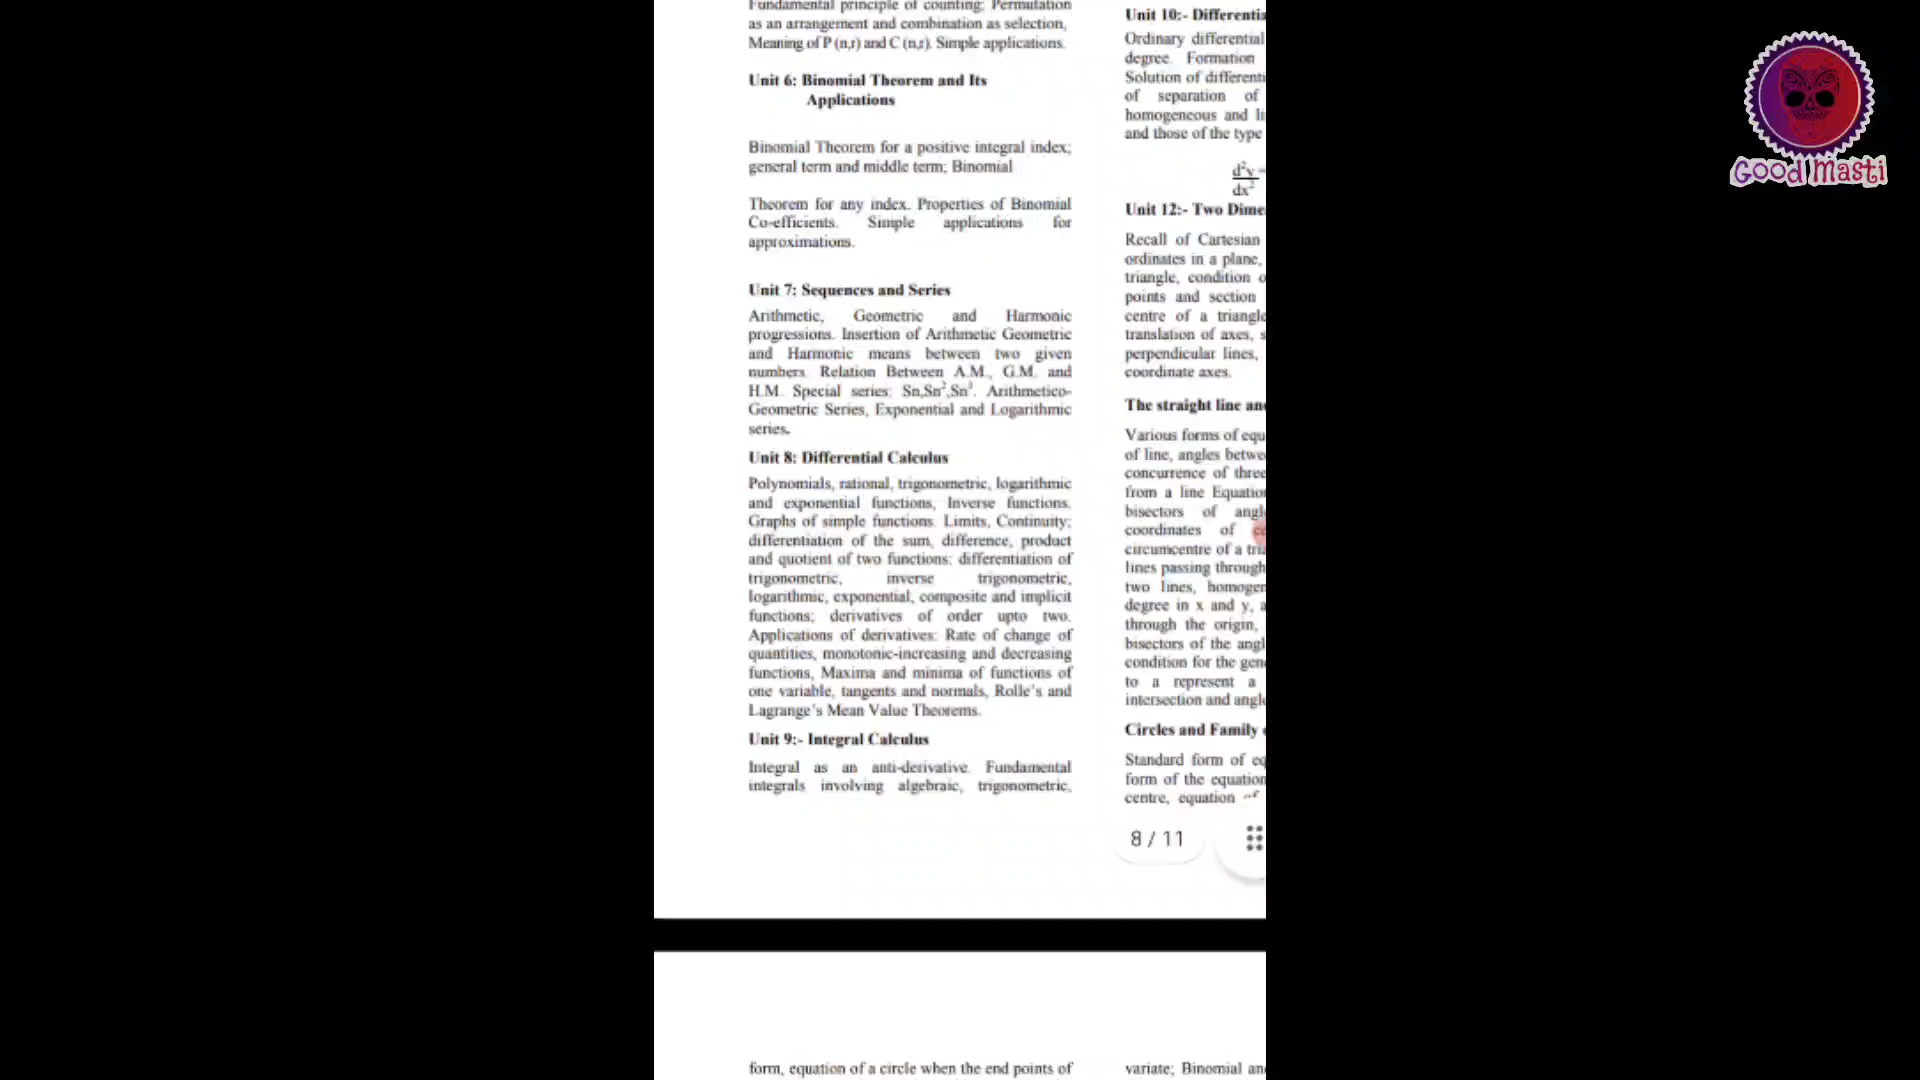 Fundamental principle of counting; Permutation
as an arrangement and combination as selection,
Meaning of P (n,r) and C (n,r). Simple applications.
Unit 6: Binomial Theorem and Its
Applications
Binomial Theorem for a positive integral index;
general term and middle term; Binomial
Theorem for any index. Properties of Binomial
Co-efficients. Simple applications for
approximations.
Unit 7: Sequences and Series
Arithmetic, Geometric and Harmonic
progressions. Insertion of Arithmetic Geometric
and Harmonic means between two given
numbers. Relation Between A.M., G.M. and
H.M. Special series: Sn,Sn²,Sn³. Arithmetico-
Geometric Series, Exponential and Logarithmic
series.
Unit 8: Differential Calculus
Polynomials, rational, trigonometric, logarithmic
and exponential functions, Inverse functions.
Graphs of simple functions. Limits, Continuity;
differentiation of the sum, difference, product
and quotient of two functions: differentiation of
trigonometric, inverse trigonometric,
logarithmic, exponential, composite and implicit
functions; derivatives of order upto two.
Applications of derivatives: Rate of change of
quantities, monotonic-increasing and decreasing
functions, Maxima and minima of functions of
one variable, tangents and normals, Rolle's and
Lagrange's Mean Value Theorems.
Unit 9:- Integral Calculus
Integral as an anti-derivative. Fundamental
integrals involving algebraic, trigonometric,
Unit 10:- Differentia
Ordinary differential
degree. Formation
Solution of differenti
of separation of
homogeneous and li
and those of the type
d²y
dx²
Unit 12:- Two Dime
Recall of Cartesian
ordinates in a plane,
triangle, condition o
points and section
centre of a triangle
translation of axes, s
perpendicular lines,
coordinate axes.
The straight line an
Various forms of equ
of line, angles betwe
concurrence of three
from a line Equation
bisectors of angl
coordinates of
circumcentre of a tria
lines passing through
two lines, homogen
degree in x and y, a
through the origin,
bisectors of the angl
condition for the gen
to a represent a
intersection and angl
Circles and Family
Standard form of eq
form of the equation
centre, equation of
8 / 11
form, equation of a circle when the end points of
variate; Binomial an
Good Masti